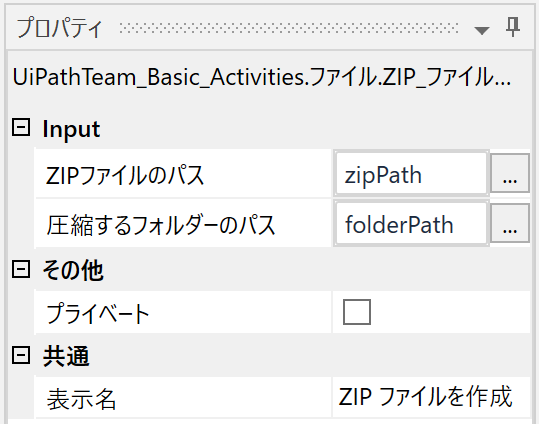 プロパティ
UiPathTeam_Basic_Activities.ファイル.ZIP_ファイル...
Input
ZIPファイルのパス zipPath ...
圧縮するフォルダーのパス folderPath ...
その他
プライベート
共通
表示名 ZIP ファイルを作成